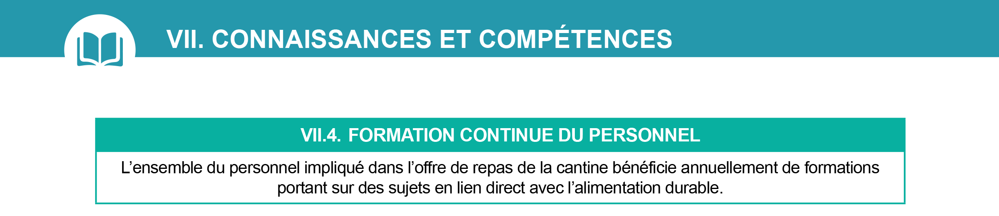 VII. CONNAISSANCES ET COMPÉTENCES
VII.4. FORMATION CONTINUE DU PERSONNEL
L’ensemble du personnel impliqué dans l’offre de repas de la cantine bénéficie annuellement de formations
portant sur des sujets en lien direct avec l’alimentation durable.